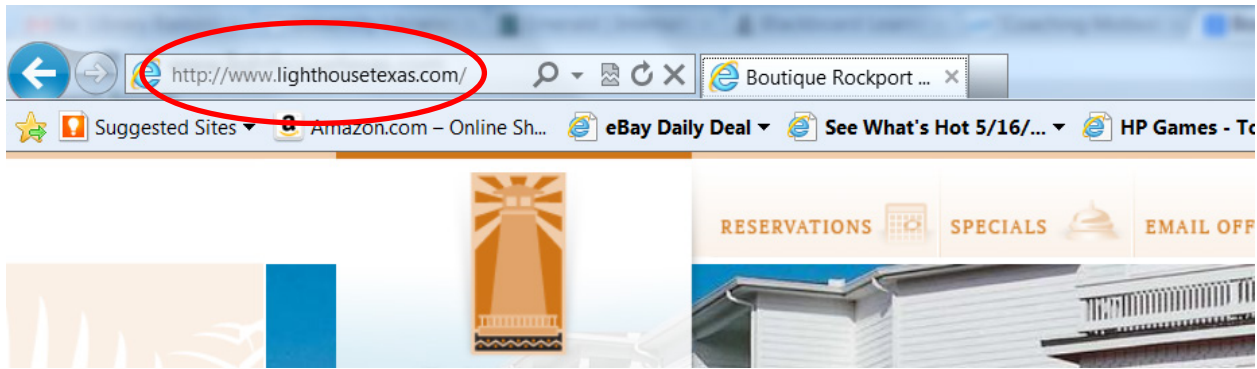 http://www.lighthousetexas.com/ Boutique Rockport ...
Suggested Sites Amazon.com – Online Sh... eBay Daily Deal See What's Hot 5/16/... HP Games - To
RESERVATIONS SPECIALS EMAIL OFF